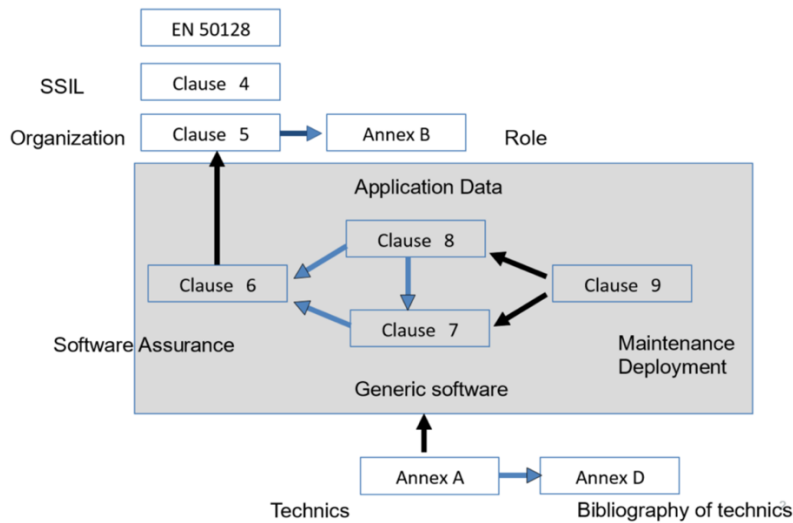 EN 50128
SSIL
Clause 4
Organization
Clause 5
Annex B
Role
Application Data
Clause 8
Clause 6
Clause 9
Clause 7
Software Assurance
Maintenance
Deployment
Generic software
Annex A
Annex D
Technics
Bibliography of technics